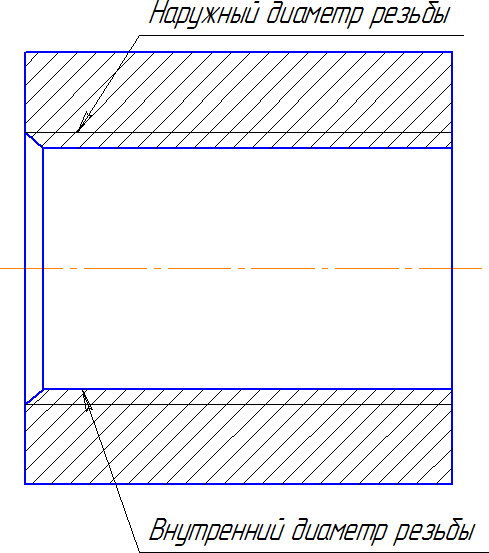 Наружный диаметр резьбы
Внутренний диаметр резьбы